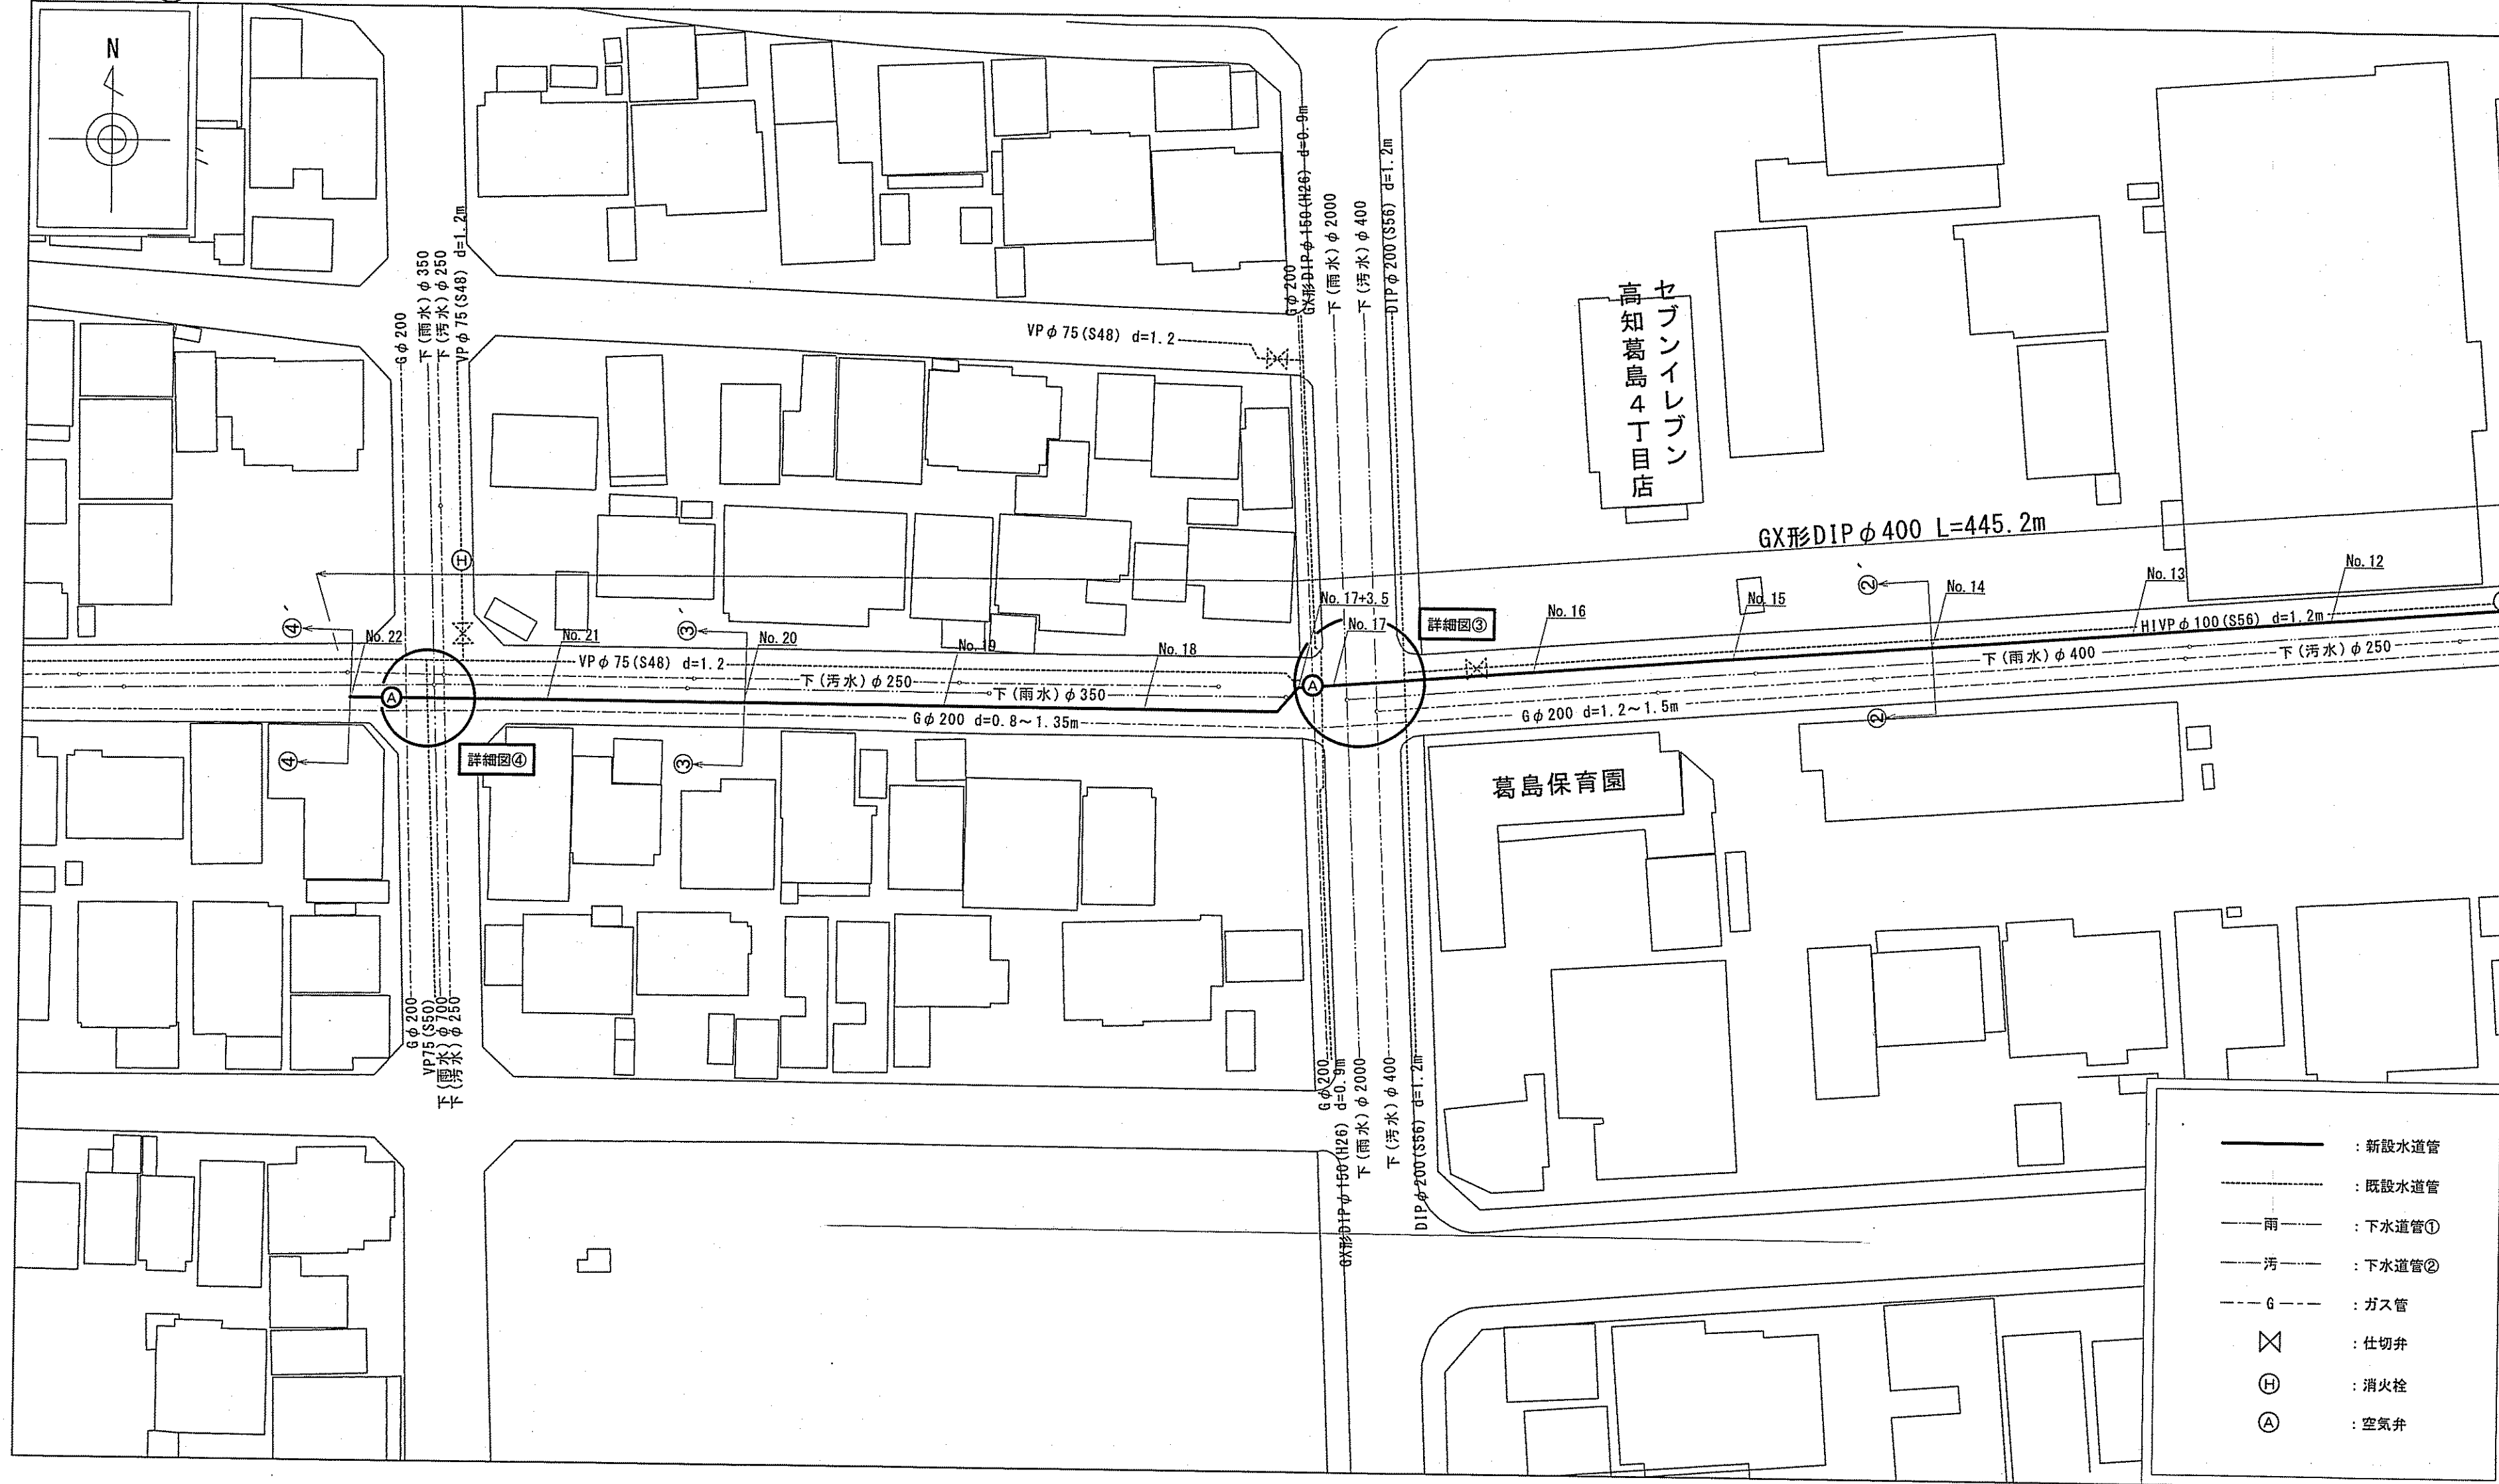 N
Gφ200
下(雨水)φ350
下(汚水)φ250
VPφ75(S48) d=1.2m
VPφ75(S48) d=1.2
Gφ200
GX形DIPφ150(H26) d=0.9m
下(雨水)φ2000
下(汚水)φ400
DIPφ200(S56) d=1.2m
セブンイレブン
高知葛島4丁目店
GX形DIPφ400 L=445.2m
H
No.12
No.13
No.14
No.15
No.16
No.17
No.17+3.5
No.18
No.19
No.20
No.21
No.22
②`
③`
④`
詳細図③
HIVPφ100(S56) d=1.2m
下(雨水)φ400
下(汚水)φ250
VPφ75(S48) d=1.2
下(汚水)φ250
下(雨水)φ350
A
A
Gφ200 d=0.8~1.35m
Gφ200 d=1.2~1.5m
②
③
④
詳細図④
葛島保育園
Gφ200
VP75(S50)
下(雨水)φ700
下(汚水)φ250
Gφ200
GX形DIPφ150(H26) d=0.9m
下(雨水)φ2000
下(汚水)φ400
DIPφ200(S56) d=1.2m
:新設水道管
:既設水道管
雨 :下水道管①
汚 :下水道管②
G :ガス管
:仕切弁
H :消火栓
A :空気弁